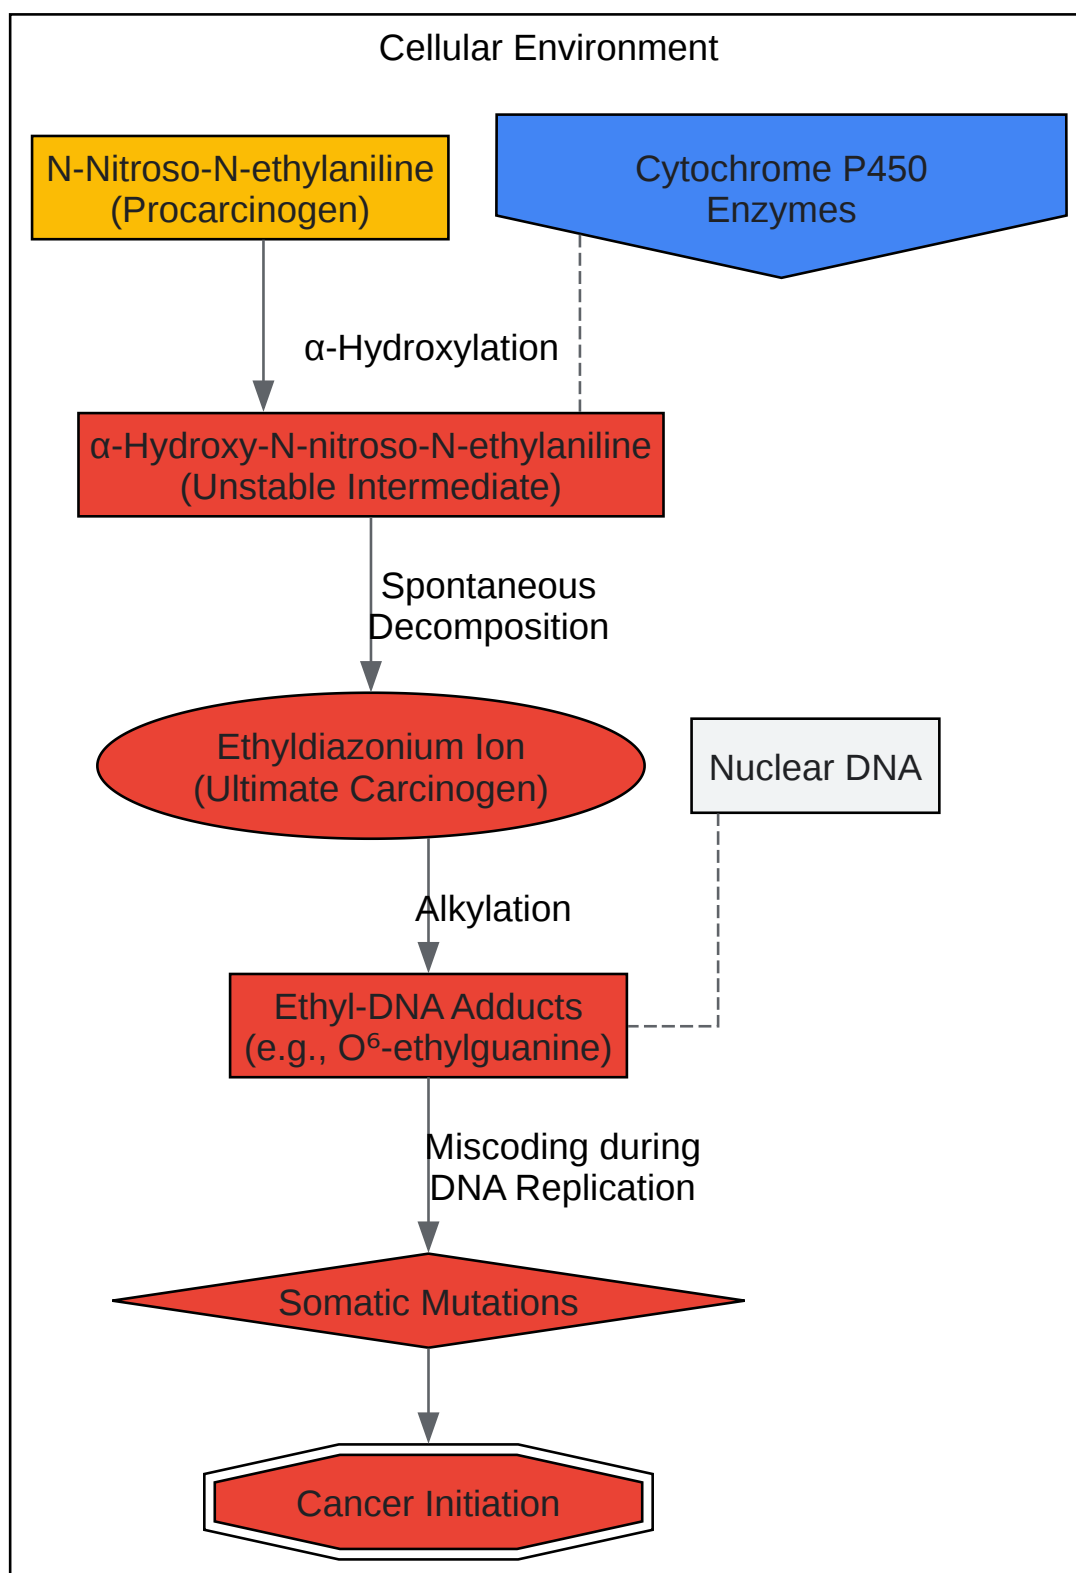 Cellular Environment
N-Nitroso-N-ethylaniline
(Procarcinogen)
Cytochrome P450
Enzymes
α-Hydroxylation
α-Hydroxy-N-nitroso-N-ethylaniline
(Unstable Intermediate)
Spontaneous
Decomposition
Ethyldiazonium Ion
(Ultimate Carcinogen)
Nuclear DNA
Alkylation
Ethyl-DNA Adducts
(e.g., O⁶-ethylguanine)
Miscoding during
DNA Replication
Somatic Mutations
Cancer Initiation